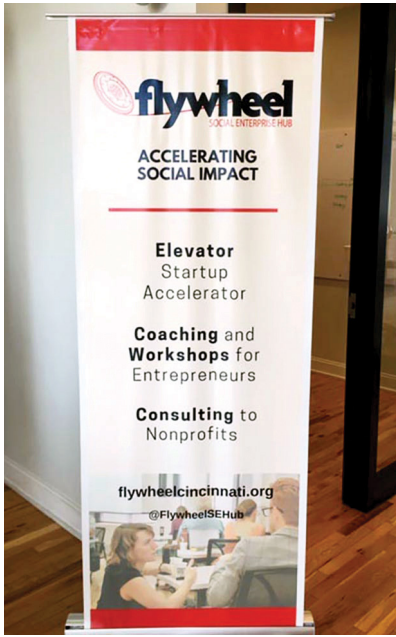 flywheel
SOCIAL ENTERPRISE HUB
ACCELERATING
SOCIAL IMPACT
Elevator
Startup
Accelerator
Coaching and
Workshops for
Entrepreneurs
Consulting to
Nonprofits
flywheelcincinnati.org
@FlywheelSEHub